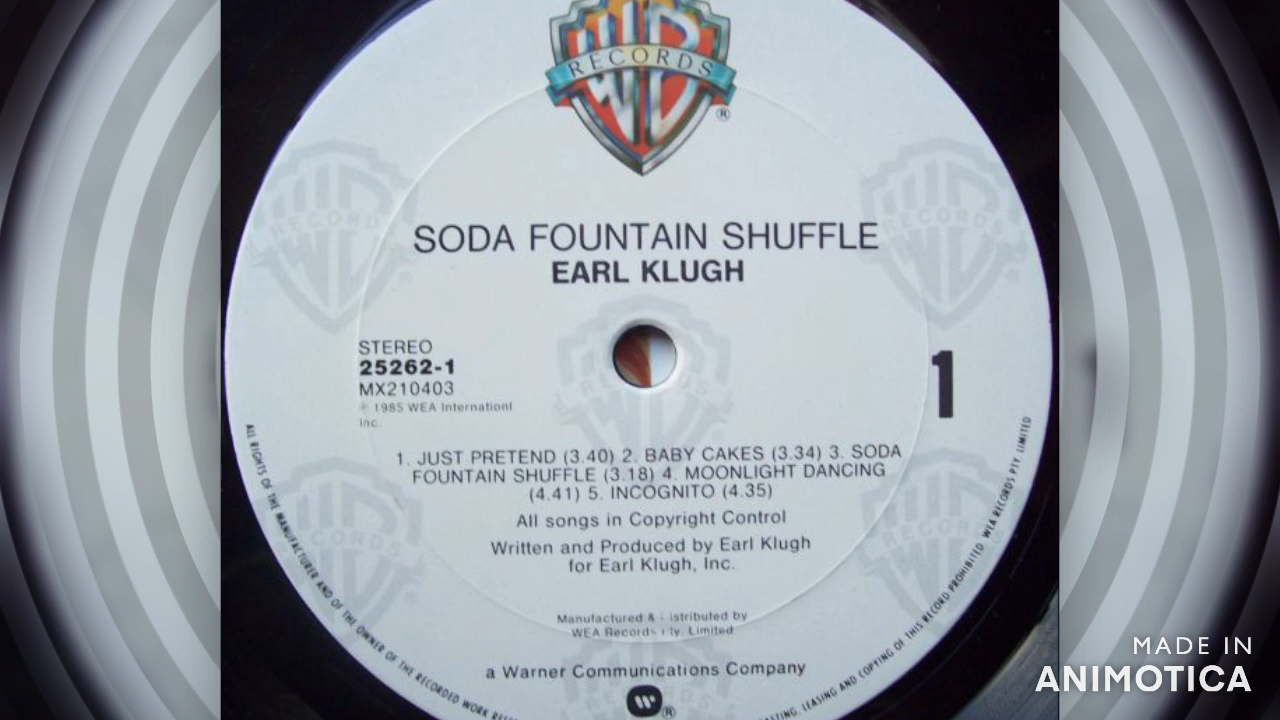 RECORDS
®
SODA FOUNTAIN SHUFFLE
EARL KLUGH
STEREO
25262-1
MX210403
℗ 1985 WEA Internationl
Inc.
1
1. JUST PRETEND (3.40) 2. BABY CAKES (3.34) 3. SODA
FOUNTAIN SHUFFLE (3.18) 4. MOONLIGHT DANCING
(4.41) 5. INCOGNITO (4.35)
All songs in Copyright Control
Written and Produced by Earl Klugh
for Earl Klugh, Inc.
Manufactured & istributed by
WEA Records ty. Limited
a Warner Communications Company
®
ALL RIGHTS OF THE MANUFACTURER AND OF THE OWNER OF THE RECORDED WORK
LEASING AND COPYING OF THIS RECORD PROHIBITED WEA RECORDS PTY. LIMITED
MADE IN
ANIMOTICA